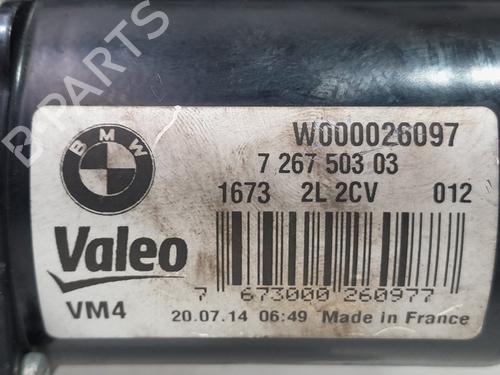 B-PARTS
BMW
W000026097
7 267 503 03
1673 2L 2CV 012
Valeo
7 673000 260977
VM4
20.07.14 06:49 Made in France